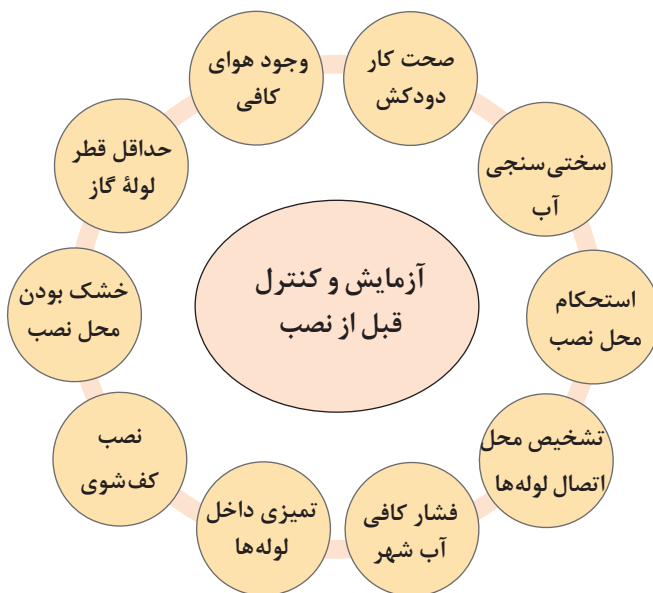 آزمایش و کنترل
قبل از نصب
صحت کار
دودکش
سختی‌سنجی
آب
استحکام
محل نصب
تشخیص محل
اتصال لوله‌ها
فشار کافی
آب شهر
تمیزی داخل
لوله‌ها
نصب
کف‌شوی
خشک بودن
محل نصب
حداقل قطر
لولهٔ گاز
وجود هوای
کافی